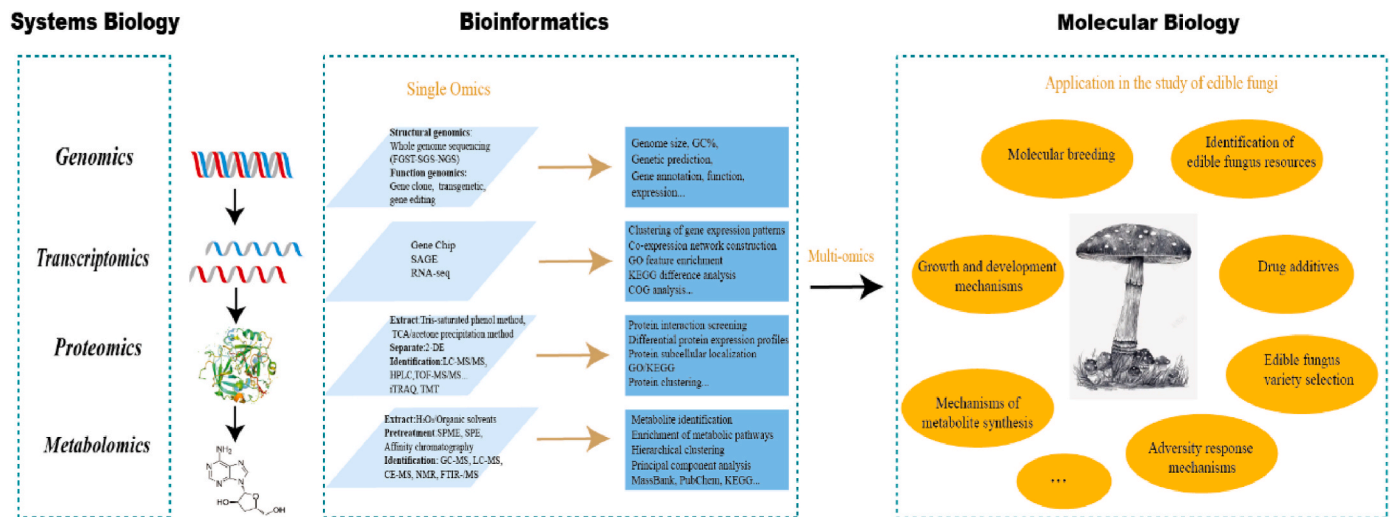 Systems Biology
Bioinformatics
Molecular Biology
Genomics
Transcriptomics
Proteomics
Metabolomics
NH₂
N
N
N
N
HO
O
OH
Single Omics
Structural genomics:
Whole genome sequencing
(FGST-SGS-NGS)
Function genomics:
Gene clone, transgenetic,
gene editing
Genome size, GC%,
Genetic prediction,
Gene annotation, function,
expression...
Gene Chip
SAGE
RNA-seq
Clustering of gene expression patterns
Co-expression network construction
GO feature enrichment
KEGG difference analysis
COG analysis...
Extract:Tris-saturated phenol method,
TCA/acetone precipitation method
Separate:2-DE
Identification:LC-MS/MS,
HPLC,TOF-MS/MS...
iTRAQ, TMT
Protein interaction screening
Differential protein expression profiles
Protein subcellular localization
GO/KEGG
Protein clustering...
Extract:H₂O₂/Organic solvents
Pretreatment:SPME, SPE,
Affinity chromatography
Identification: GC-MS, LC-MS,
CE-MS, NMR, FTIR-/MS
Metabolite identification
Enrichment of metabolic pathways
Hierarchical clustering
Principal component analysis
MassBank, PubChem, KEGG...
Multi-omics
Application in the study of edible fungi
Molecular breeding
Identification of
edible fungus resources
Growth and development
mechanisms
Drug additives
Edible fungus
variety selection
Mechanisms of
metabolite synthesis
Adversity response
mechanisms
...